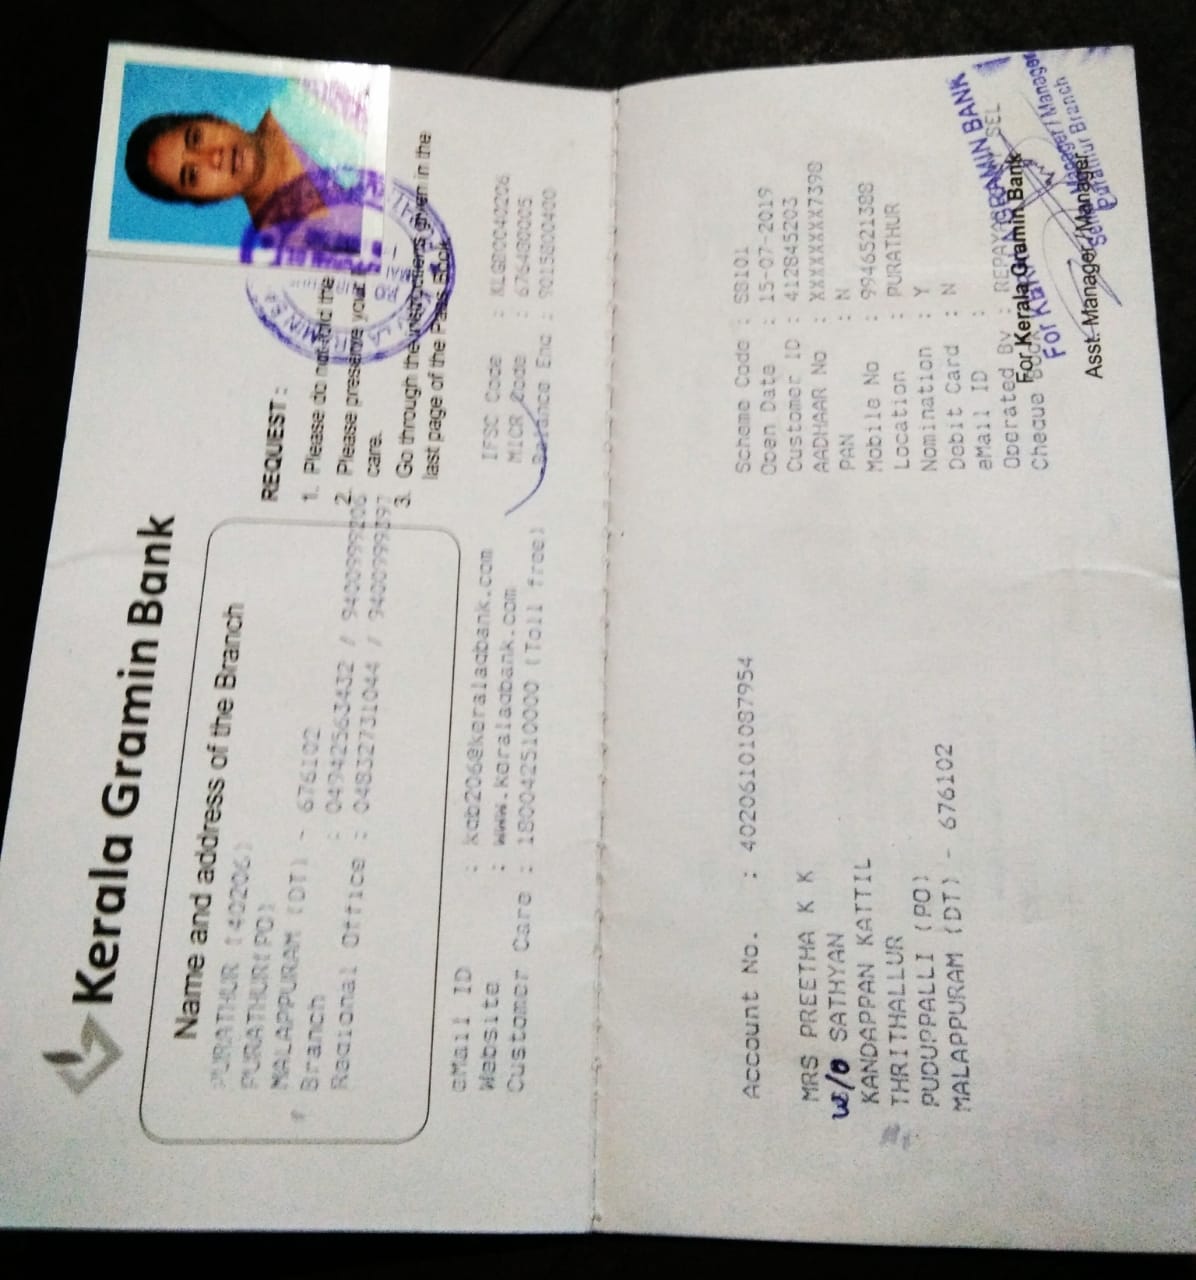 Kerala Gramin Bank
Name and address of the Branch
PURATHUR (40206)
PURATHUR(PO)
MALAPPURAM (DT) - 676102
Branch : 04942563432 / 9400999206
Regional Office : 04832731044 / 9400999397
REQUEST :
1. Please do not fold the
2. Please preserve your
care.
3. Go through the instructions given in the
last page of the Pass Book
eMail ID : kgb206@keralagbank.com
Website : www.keralagbank.com
Customer Care : 180042510000 (Toll free)
IFSC Code : KLGB0040206
MICR Code : 676480005
Balance Enq : 9015800400
Account No. : 40206101087954
MRS PREETHA K K
W/O SATHYAN
KANDAPPAN KATTIL
THRITHALLUR
PUDUPPALLI (PO)
MALAPPURAM (DT) - 676102
Scheme Code : SB101
Open Date : 15-07-2019
Customer ID : 412845203
AADHAAR No : XXXXXXXX7398
PAN : N
Mobile No : 9946521388
Location : PURATHUR
Nomination : Y
Debit Card : N
eMail ID :
Operated By : SEL
Cheque Book
For Kerala Gramin Bank
For KERALA GRAMIN BANK
Asst. Manager / Manager
Manager / Manager
Purathur Branch